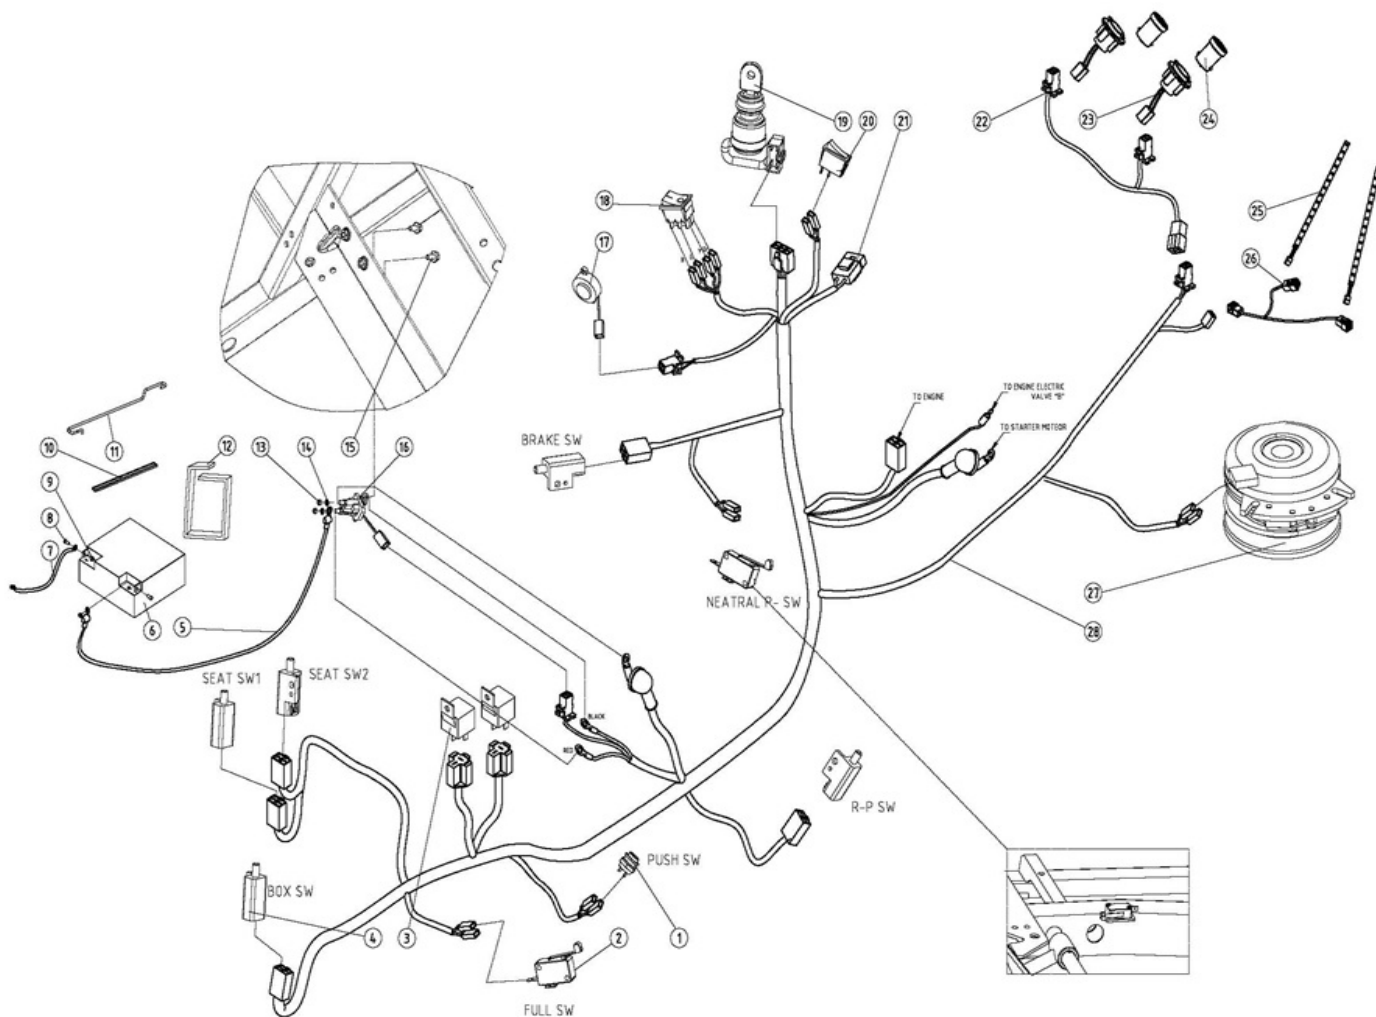 22
23
24
19
20
21
18
17
25
26
TO ENGINE
TO ENGINE ELECTRIC
VALVE "B"
TO STARTER MOTEOR
BRAKE SW
11
10
12
13
14
15
16
9
8
7
6
5
NEATRAL P- SW
27
28
SEAT SW1
SEAT SW2
BLACK
RED
R-P SW
BOX SW
PUSH SW
4
3
2
1
FULL SW